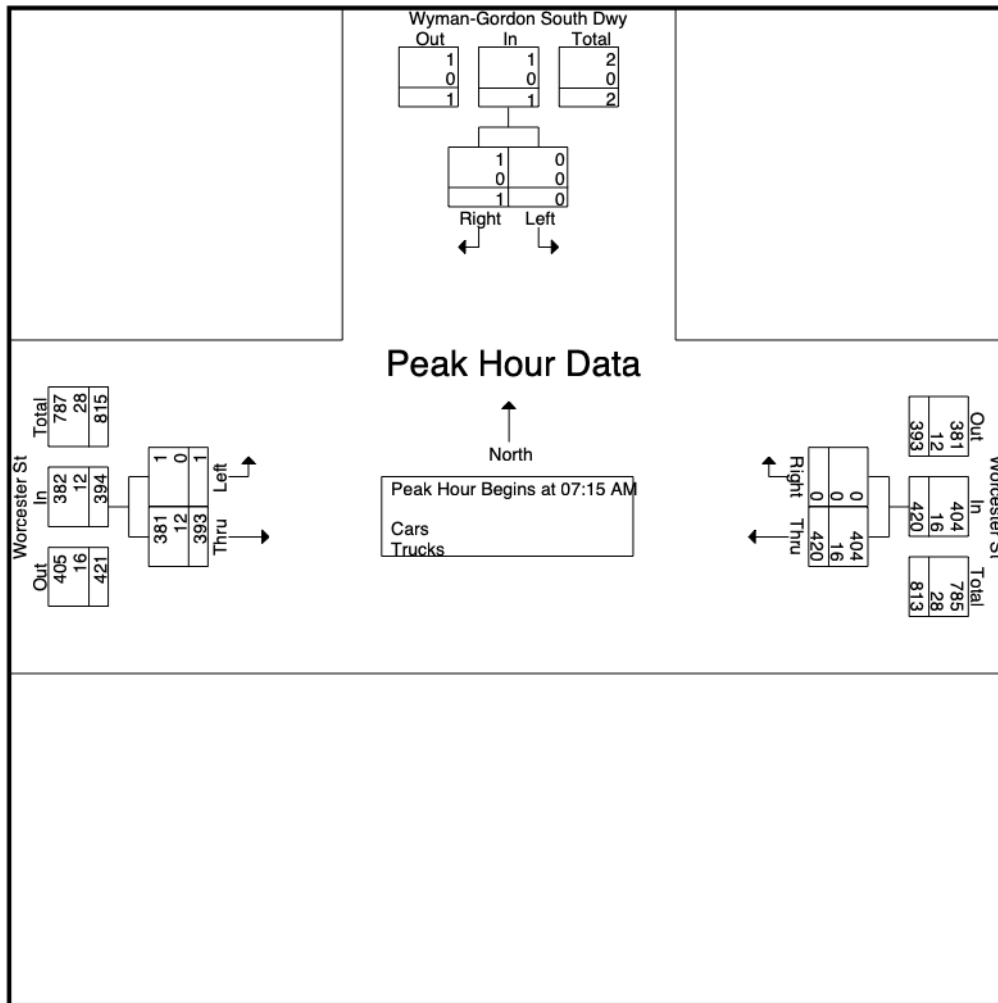 Wyman-Gordon South Dwy
Out In Total
1 1 2
0 0 0
1 1 2
1 0
0 0
1 0
Right Left
Peak Hour Data
North
Peak Hour Begins at 07:15 AM
Cars
Trucks
Worcester St
Out In Total
405 382 787
16 12 28
421 394 815
381 1
12 0
393 1
Thru Left
Worcester St
Out In Total
381 404 785
12 16 28
393 420 813
0 404
0 16
0 420
Right Thru